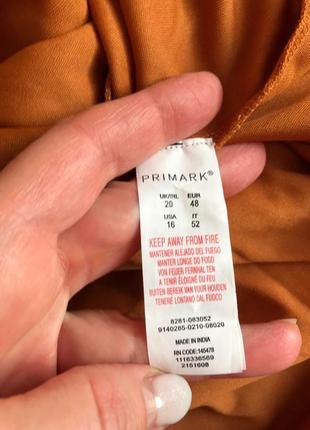 PRIMARK®
UK/IRL EUR
20 48
USA IT
16 52
KEEP AWAY FROM FIRE
MANTENER ALEJADO DEL FUEGO
MANTER LONGE DO FOGO
VON FEUER FERNHALTEN
A TENIR ÉLOIGNÉ DU FEU
BUITEN BEREIK VAN VUUR HOUDEN
TENERE LONTANO DAL FUOCO
8281-083052
9140285-0210-08020
MADE IN INDIA
RN CODE: 145478
1116336569
2151608